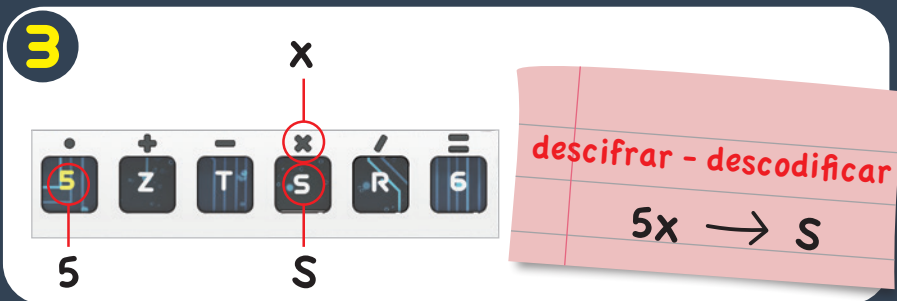 3
x
• + - × / =
5 Z T S R 6
5 S
descifrar - descodificar
5x → S